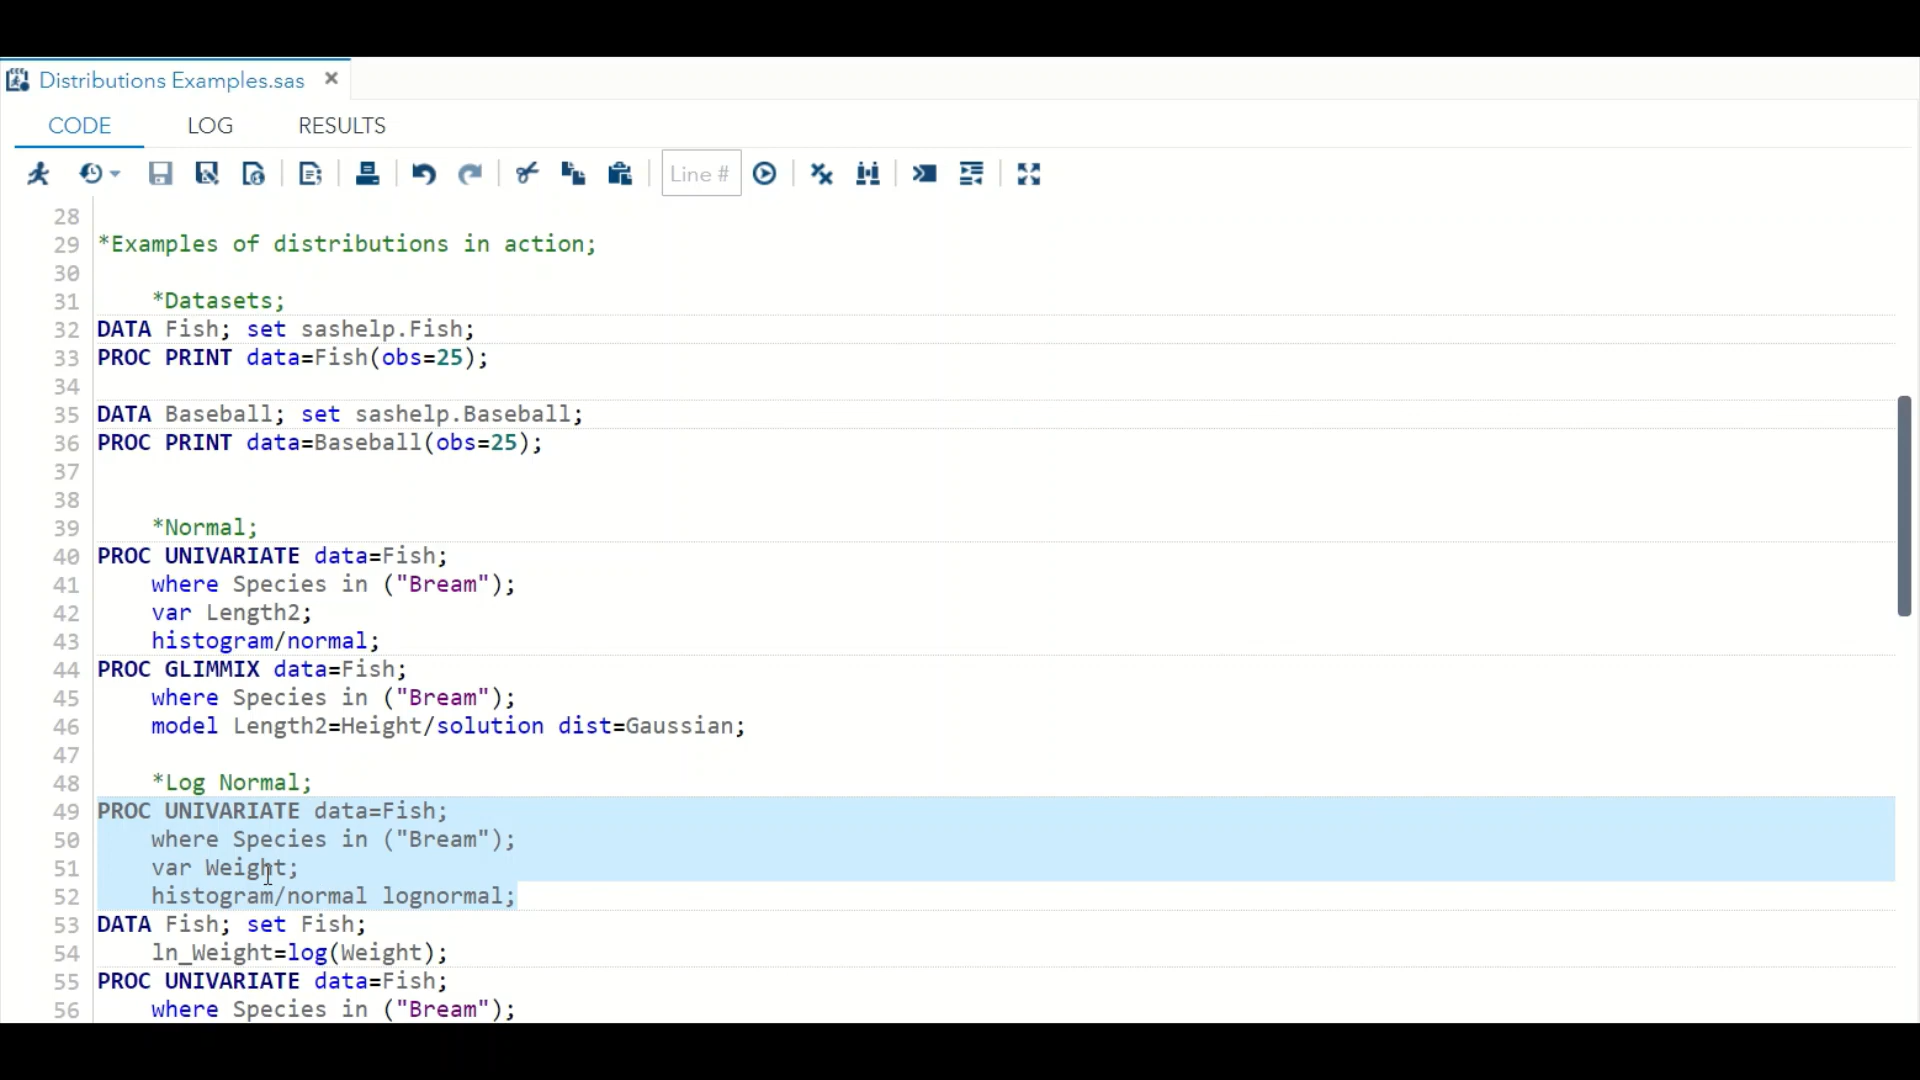 Distributions Examples.sas
CODE LOG RESULTS
Line #
28
29 *Examples of distributions in action;
30
31 *Datasets;
32 DATA Fish; set sashelp.Fish;
33 PROC PRINT data=Fish(obs=25);
34
35 DATA Baseball; set sashelp.Baseball;
36 PROC PRINT data=Baseball(obs=25);
37
38
39 *Normal;
40 PROC UNIVARIATE data=Fish;
41 where Species in ("Bream");
42 var Length2;
43 histogram/normal;
44 PROC GLIMMIX data=Fish;
45 where Species in ("Bream");
46 model Length2=Height/solution dist=Gaussian;
47
48 *Log Normal;
49 PROC UNIVARIATE data=Fish;
50 where Species in ("Bream");
51 var Weight;
52 histogram/normal lognormal;
53 DATA Fish; set Fish;
54 ln_Weight=log(Weight);
55 PROC UNIVARIATE data=Fish;
56 where Species in ("Bream");